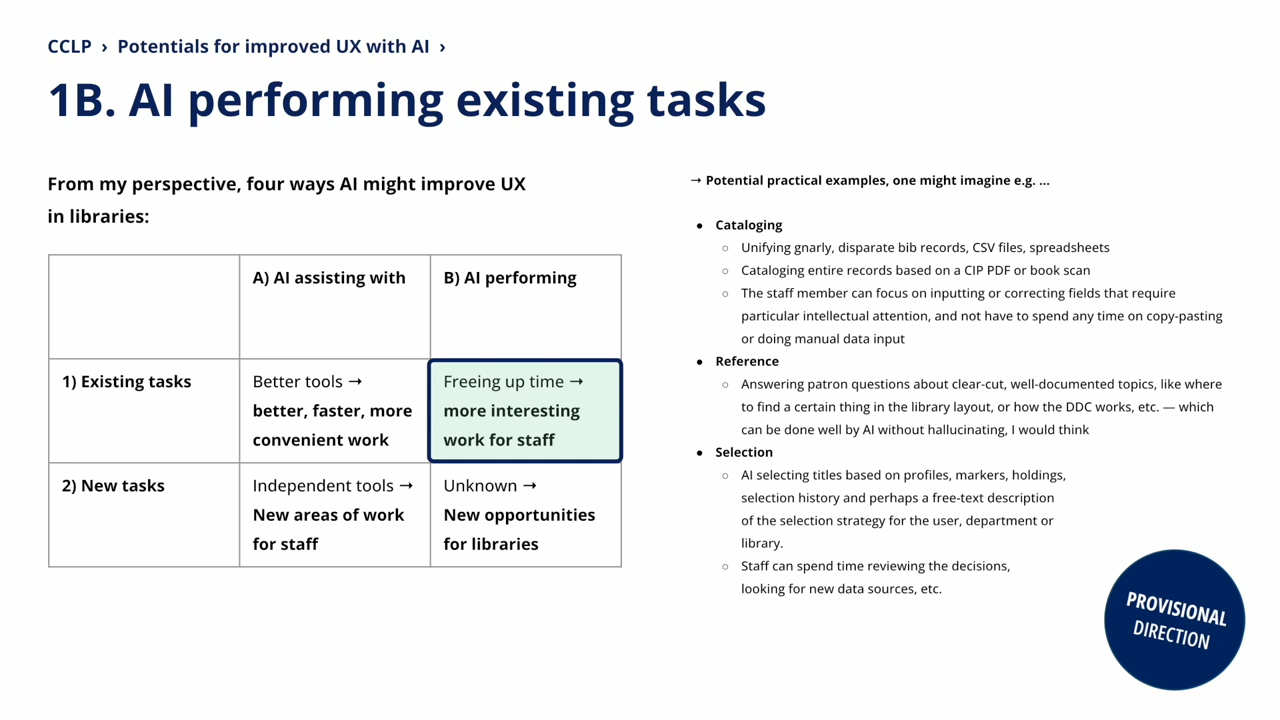 CCLP › Potentials for improved UX with AI ›
1B. AI performing existing tasks
From my perspective, four ways AI might improve UX
in libraries:
A) AI assisting with
B) AI performing
1) Existing tasks
Better tools ➞
better, faster, more
convenient work
Freeing up time ➞
more interesting
work for staff
2) New tasks
Independent tools ➞
New areas of work
for staff
Unknown ➞
New opportunities
for libraries
➞ Potential practical examples, one might imagine e.g. ...
● Cataloging
○ Unifying gnarly, disparate bib records, CSV files, spreadsheets
○ Cataloging entire records based on a CIP PDF or book scan
○ The staff member can focus on inputting or correcting fields that require
particular intellectual attention, and not have to spend any time on copy-pasting
or doing manual data input
● Reference
○ Answering patron questions about clear-cut, well-documented topics, like where
to find a certain thing in the library layout, or how the DDC works, etc. — which
can be done well by AI without hallucinating, I would think
● Selection
○ AI selecting titles based on profiles, markers, holdings,
selection history and perhaps a free-text description
of the selection strategy for the user, department or
library.
○ Staff can spend time reviewing the decisions,
looking for new data sources, etc.
PROVISIONAL
DIRECTION